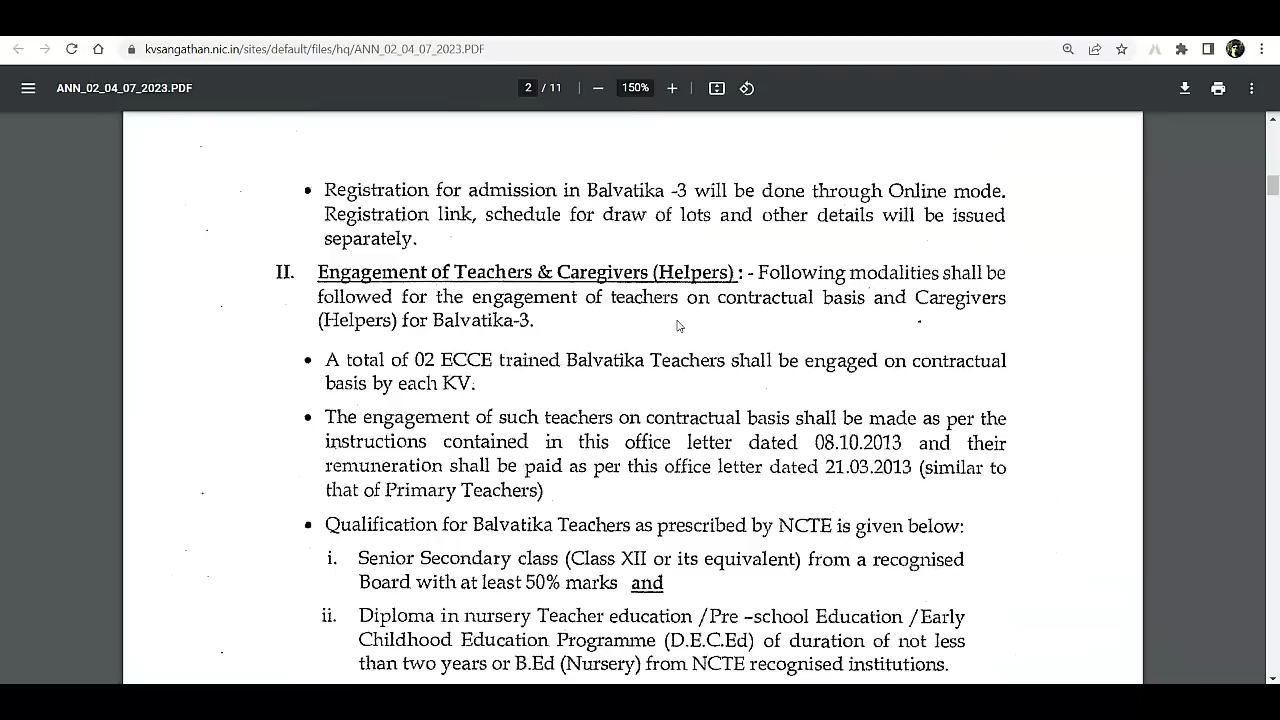 kvsangathan.nic.in/sites/default/files/hq/ANN_02_04_07_2023.PDF
ANN_02_04_07_2023.PDF
2 / 11
150%
• Registration for admission in Balvatika -3 will be done through Online mode.
Registration link, schedule for draw of lots and other details will be issued
separately.
II. Engagement of Teachers & Caregivers (Helpers) : - Following modalities shall be
followed for the engagement of teachers on contractual basis and Caregivers
(Helpers) for Balvatika-3.
• A total of 02 ECCE trained Balvatika Teachers shall be engaged on contractual
basis by each KV.
• The engagement of such teachers on contractual basis shall be made as per the
instructions contained in this office letter dated 08.10.2013 and their
remuneration shall be paid as per this office letter dated 21.03.2013 (similar to
that of Primary Teachers)
• Qualification for Balvatika Teachers as prescribed by NCTE is given below:
i. Senior Secondary class (Class XII or its equivalent) from a recognised
Board with at least 50% marks and
ii. Diploma in nursery Teacher education /Pre –school Education /Early
Childhood Education Programme (D.E.C.Ed) of duration of not less
than two years or B.Ed (Nursery) from NCTE recognised institutions.